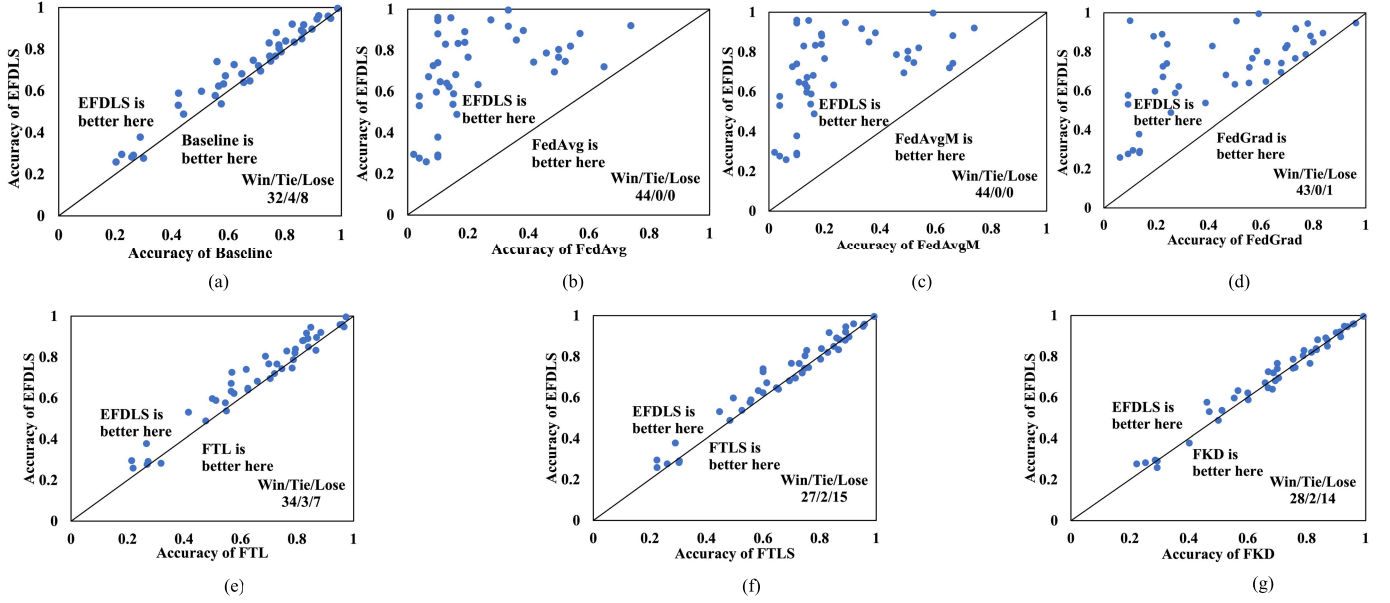 1
0.8
0.6
0.4
0.2
0
Accuracy of EFDLS
EFDLS is
better here
Baseline is
better here
Win/Tie/Lose
32/4/8
0 0.2 0.4 0.6 0.8 1
Accuracy of Baseline
(a)
1
0.8
0.6
0.4
0.2
0
Accuracy of EFDLS
EFDLS is
better here
FedAvg is
better here
Win/Tie/Lose
44/0/0
0 0.2 0.4 0.6 0.8 1
Accuracy of FedAvg
(b)
1
0.8
0.6
0.4
0.2
0
Accuracy of EFDLS
EFDLS is
better here
FedAvgM is
better here
Win/Tie/Lose
44/0/0
0 0.2 0.4 0.6 0.8 1
Accuracy of FedAvgM
(c)
1
0.8
0.6
0.4
0.2
0
Accuracy of EFDLS
EFDLS is
better here
FedGrad is
better here
Win/Tie/Lose
43/0/1
0 0.2 0.4 0.6 0.8 1
Accuracy of FedGrad
(d)
1
0.8
0.6
0.4
0.2
0
Accuracy of EFDLS
EFDLS is
better here
FTL is
better here
Win/Tie/Lose
34/3/7
0 0.2 0.4 0.6 0.8 1
Accuracy of FTL
(e)
1
0.8
0.6
0.4
0.2
0
Accuracy of EFDLS
EFDLS is
better here
FTLS is
better here
Win/Tie/Lose
27/2/15
0 0.2 0.4 0.6 0.8 1
Accuracy of FTLS
(f)
1
0.8
0.6
0.4
0.2
0
Accuracy of EFDLS
EFDLS is
better here
FKD is
better here
Win/Tie/Lose
28/2/14
0 0.2 0.4 0.6 0.8 1
Accuracy of FKD
(g)